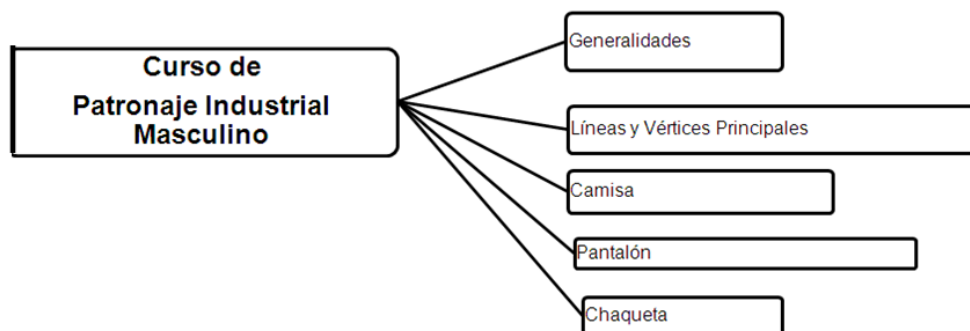 Curso de
Patronaje Industrial
Masculino
Generalidades
Líneas y Vértices Principales
Camisa
Pantalón
Chaqueta